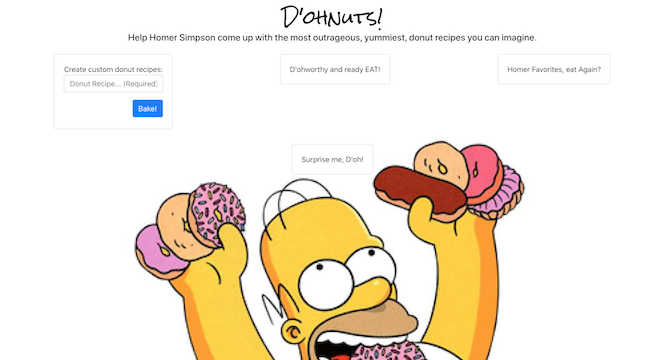 D'ohnuts!
Help Homer Simpson come up with the most outrageous, yummiest, donut recipes you can imagine.
Create custom donut recipes:
Donut Recipe... (Required)
Bake!
D'ohworthy and ready EAT!
Homer Favorites, eat Again?
Surprise me, D'oh!